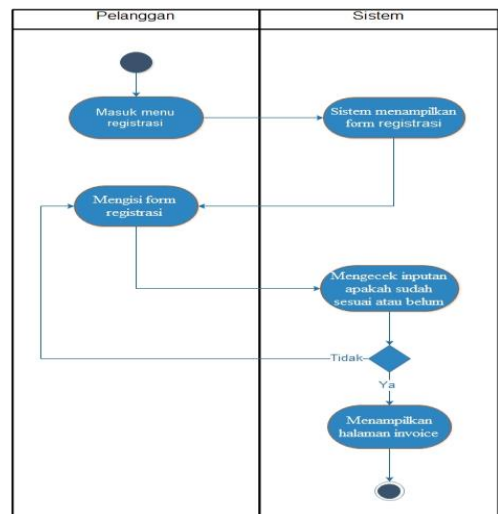 Pelanggan
Sistem
Masuk menu
registrasi
Sistem menampilkan
form registrasi
Mengisi form
registrasi
Mengecek inputan
apakah sudah
sesuai atau belum
Tidak
Ya
Menampilkan
halaman invoice